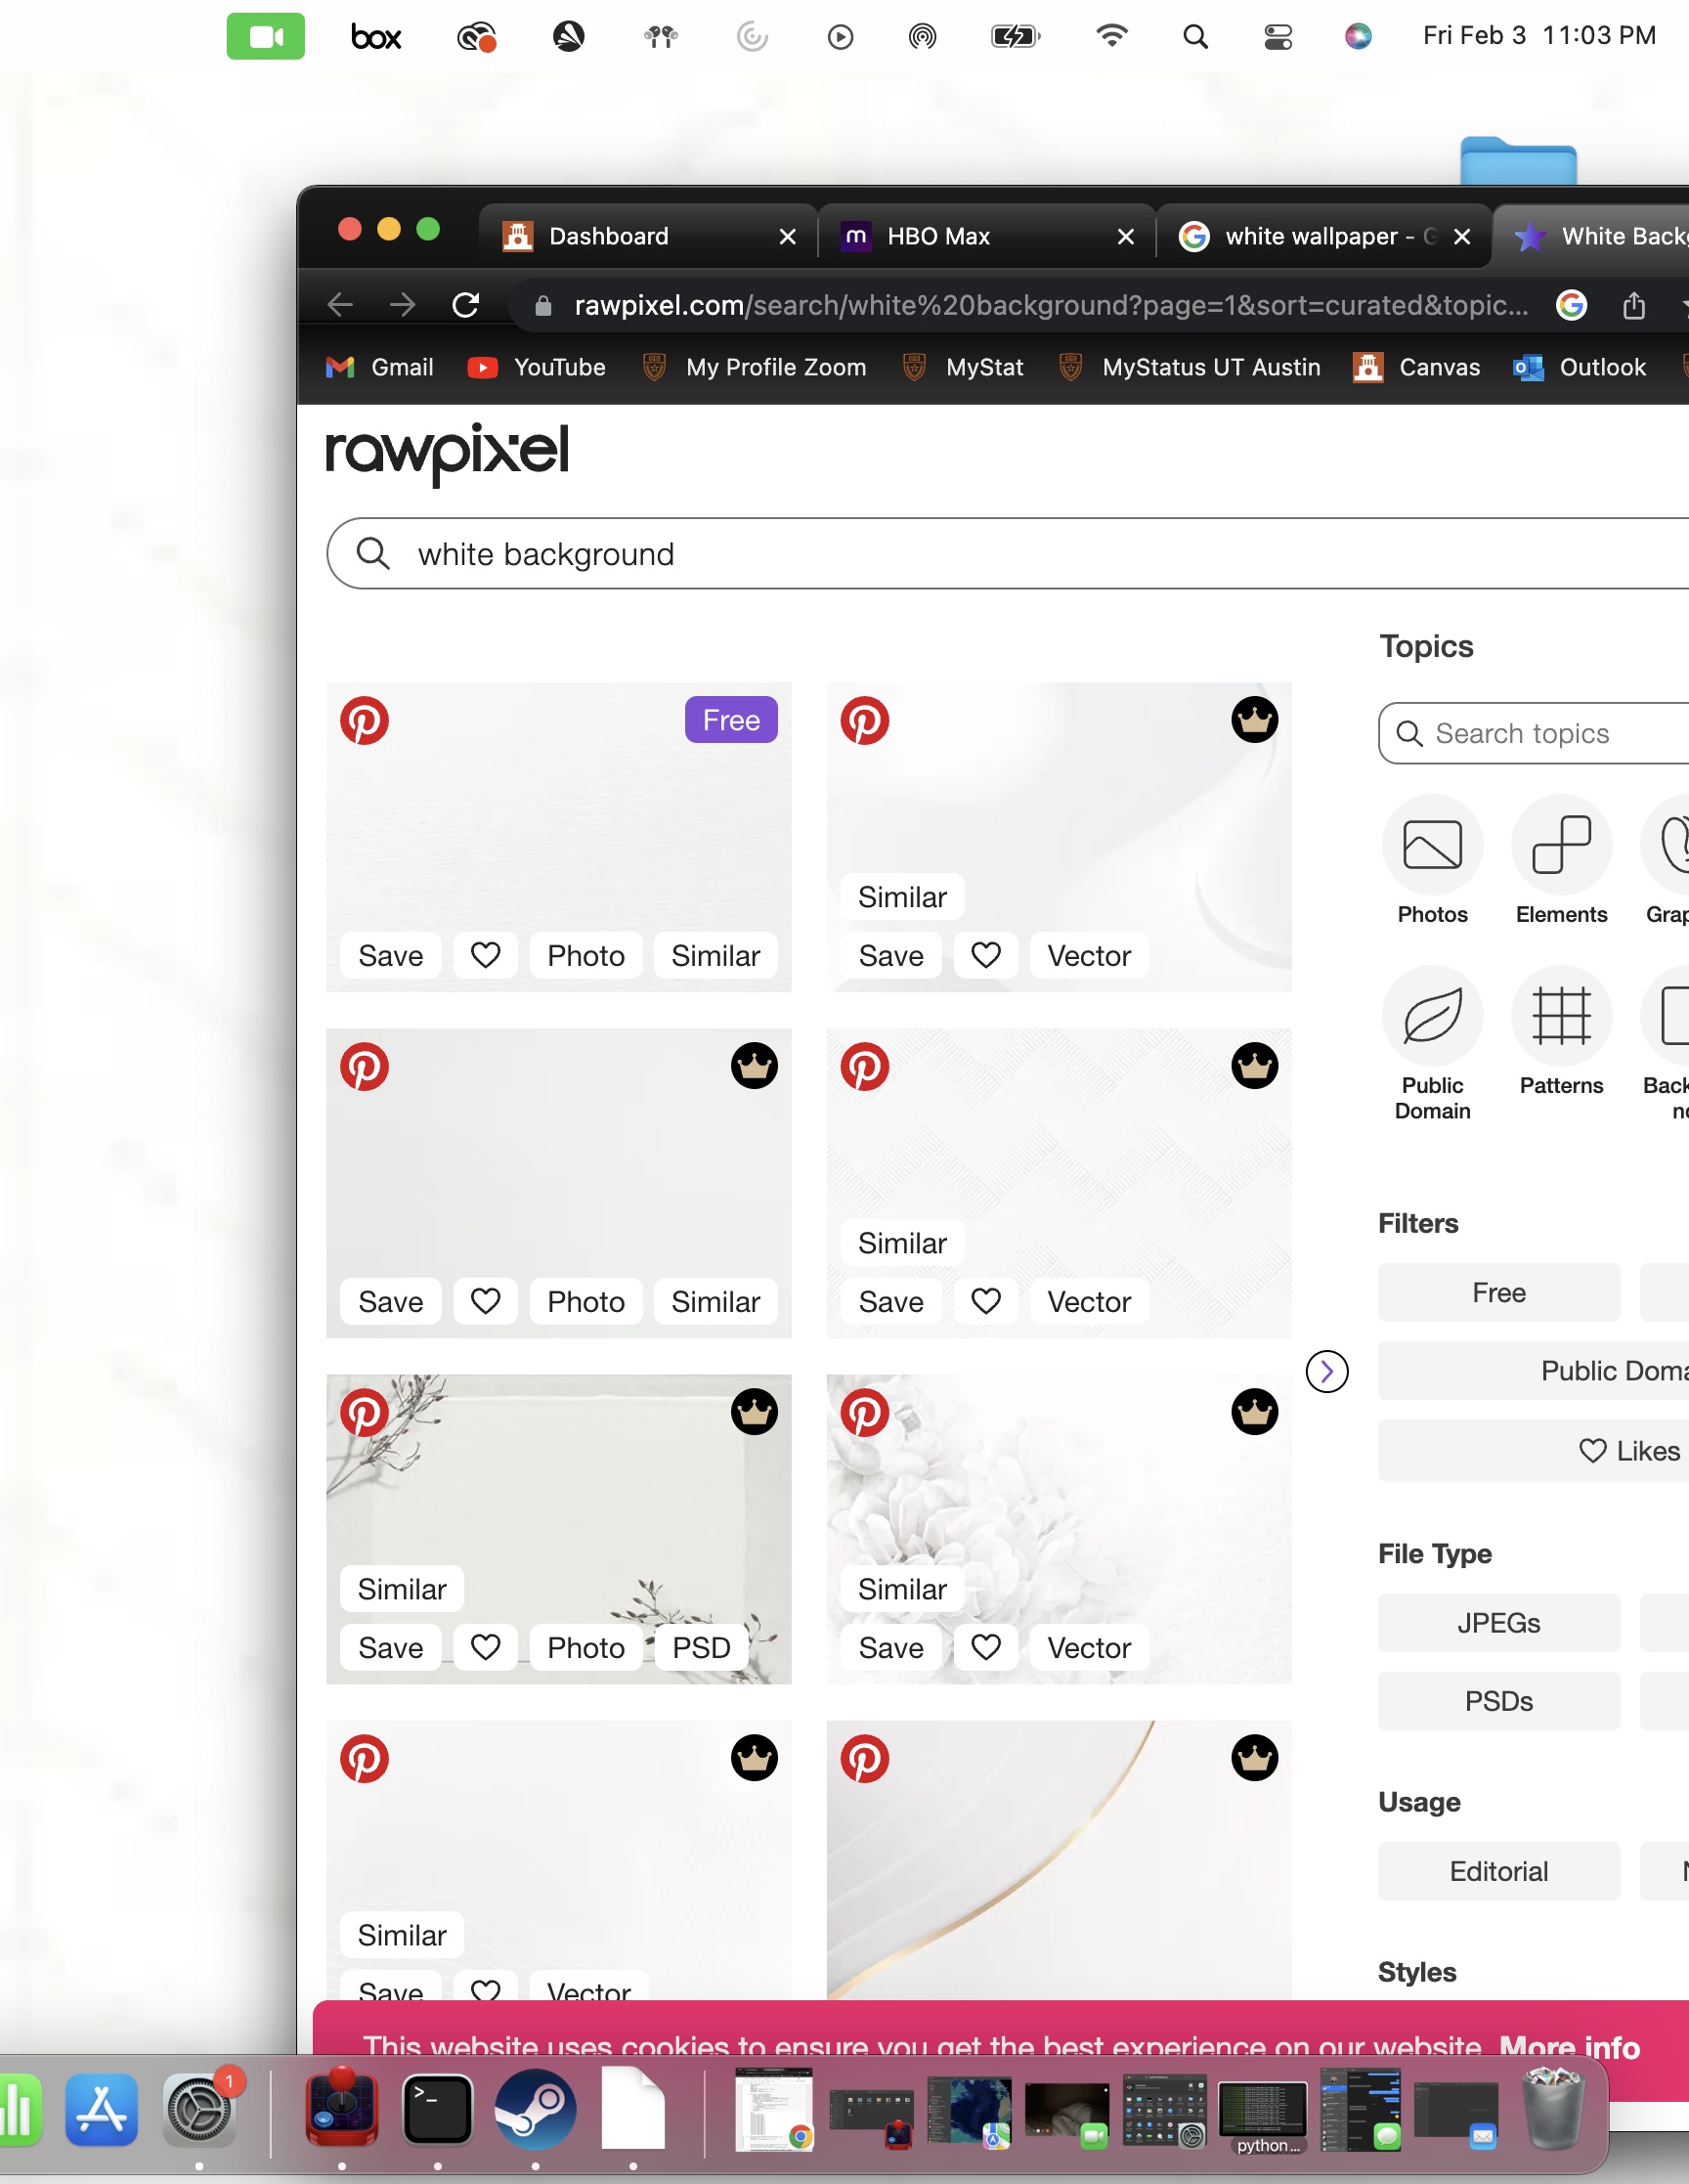 box
Fri Feb 3 11:03 PM
Dashboard
HBO Max
white wallpaper - G
White Back
rawpixel.com/search/white%20background?page=1&sort=curated&topic...
Gmail
YouTube
My Profile Zoom
MyStat
MyStatus UT Austin
Canvas
Outlook
rawpixel
white background
Topics
Free
Search topics
Photos
Elements
Grap
Similar
Save
Photo
Similar
Save
Vector
Public
Domain
Patterns
Back
Filters
Free
Similar
Save
Photo
Similar
Save
Vector
Public Doma
Likes
File Type
JPEGs
PSDs
Similar
Similar
Save
Photo
PSD
Save
Vector
Usage
Editorial
Similar
Save
Vector
Styles
This website uses cookies to ensure you get the best experience on our website. More info
1
>_
python...